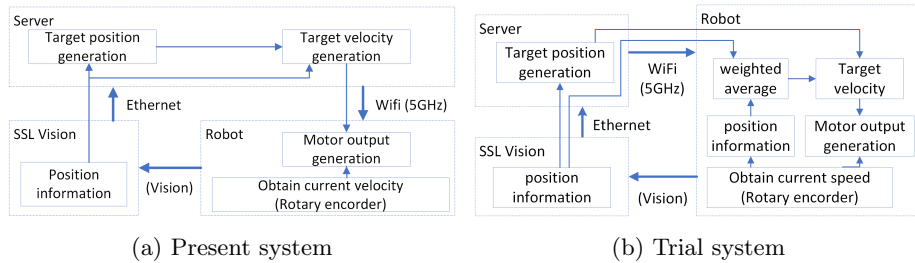 Server
Target position
generation
Target velocity
generation
Ethernet
Wifi (5GHz)
SSL Vision
Position
information
(Vision)
Robot
Motor output
generation
Obtain current velocity
(Rotary encorder)
(a) Present system
Server
Target position
generation
WiFi
(5GHz)
Ethernet
SSL Vision
position
information
(Vision)
Robot
weighted
average
Target
velocity
position
information
Motor output
generation
Obtain current speed
(Rotary encorder)
(b) Trial system